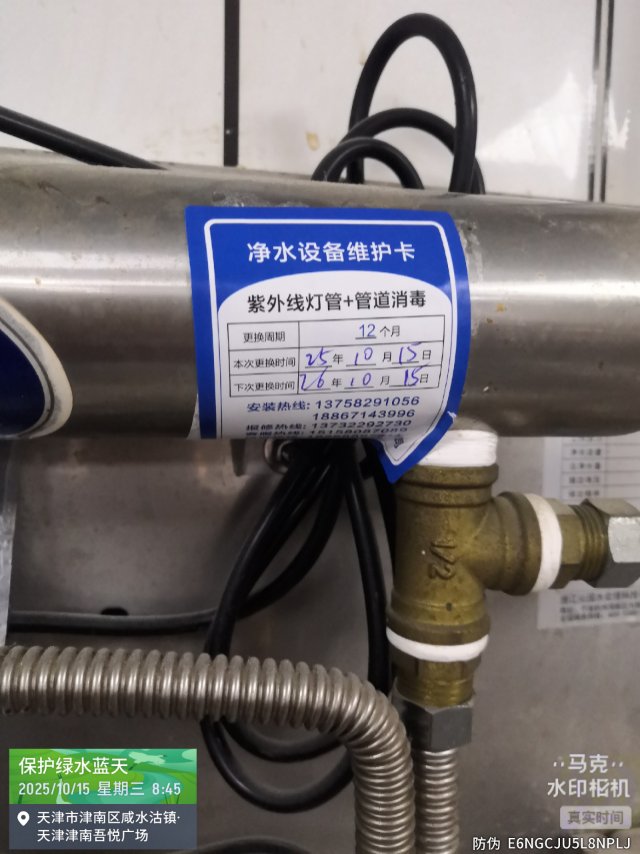 净水设备维护卡
紫外线灯管+管道消毒
更换周期 12个月
本次更换时间 25年10月15日
下次更换时间 26年10月15日
安装热线: 13758291056
18867143996
报修热线: 13732292730
1/2
保护绿水蓝天
2025/10/15 星期三 8:45
天津市津南区咸水沽镇·
天津津南吾悦广场
马克
水印相机
真实时间
防伪 E6NGCJU5L8NPLJ